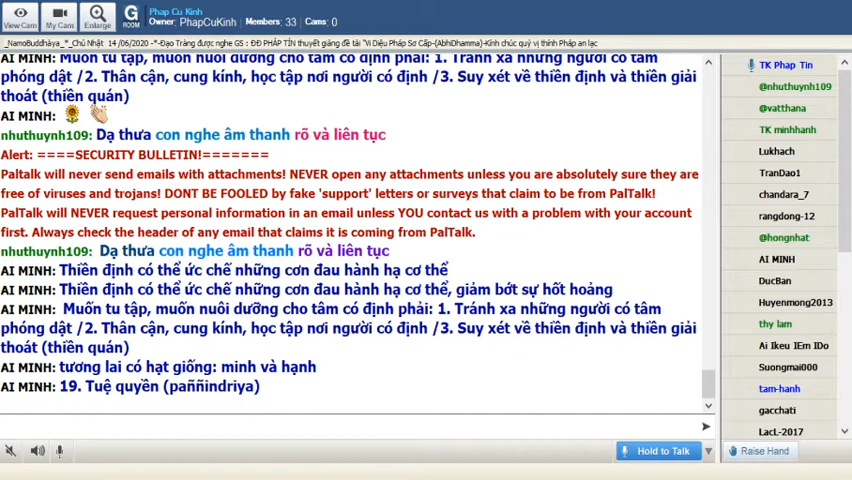 Phap Cu Kinh
Owner: PhapCuKinh Members: 33 Cams: 0
View Cam
My Cam
Enlarge
G ROOM
_NamoBuddhàya_*_Chủ Nhật 14 /06/2020 -*-Đạo Tràng được nghe GS : ĐĐ PHÁP TÍN thuyết giảng đề tài "Vi Diệu Pháp Sơ Cấp-(AbhiDhamma)-Kính chúc quý vị thính Pháp an lạc
AI MINH: Muốn tu tập, muốn nuôi dưỡng cho tâm có định phải: 1. Tránh xa những người có tâm
phóng dật /2. Thân cận, cung kính, học tập nơi người có định /3. Suy xét về thiền định và thiền giải
thoát (thiền quán)
AI MINH:
nhuthuynh109: Dạ thưa con nghe âm thanh rõ và liên tục
Alert: ====SECURITY BULLETIN!=======
Paltalk will never send emails with attachments! NEVER open any attachments unless you are absolutely sure they are
free of viruses and trojans! DONT BE FOOLED by fake 'support' letters or surveys that claim to be from PalTalk!
PalTalk will NEVER request personal information in an email unless YOU contact us with a problem with your account
first. Always check the header of any email that claims it is coming from PalTalk.
nhuthuynh109: Dạ thưa con nghe âm thanh rõ và liên tục
AI MINH: Thiền định có thể ức chế những cơn đau hành hạ cơ thể
AI MINH: Thiền định có thể ức chế những cơn đau hành hạ cơ thể, giảm bớt sự hốt hoảng
AI MINH: Muốn tu tập, muốn nuôi dưỡng cho tâm có định phải: 1. Tránh xa những người có tâm
phóng dật /2. Thân cận, cung kính, học tập nơi người có định /3. Suy xét về thiền định và thiền giải
thoát (thiền quán)
AI MINH: tương lai có hạt giống: minh và hạnh
AI MINH: 19. Tuệ quyền (paññindriya)
Hold to Talk
TK Phap Tin
@nhuthuynh109
@vatthana
TK minhhanh
Lukhach
TranDao1
chandara_7
rangdong-12
@hongnhat
AI MINH
DucBan
Huyenmong2013
thy lam
Ai Ikeu IErn IDo
Suongmai000
tam-hanh
gacchati
LacL-2017
Raise Hand